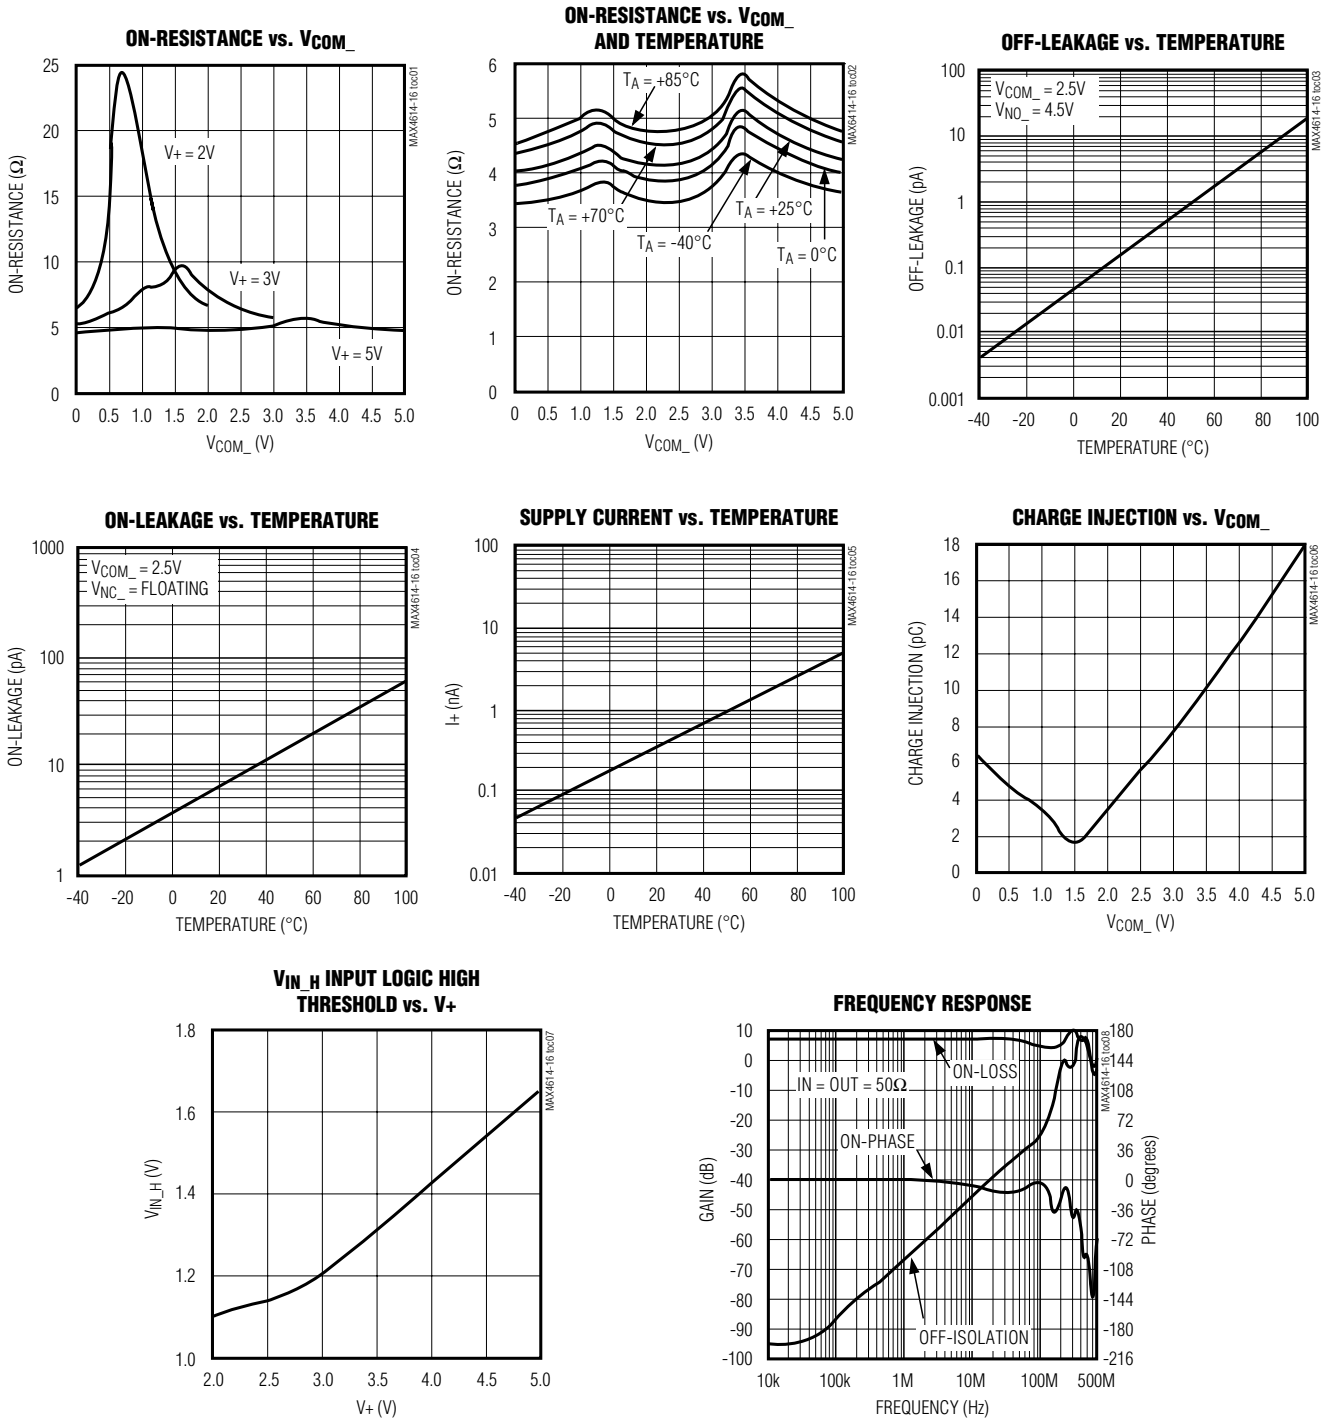 ON-RESISTANCE vs. VCOM_
25
20
15
10
5
0
ON-RESISTANCE (Ω)
V+ = 2V
V+ = 3V
V+ = 5V
0 0.5 1.0 1.5 2.0 2.5 3.0 3.5 4.0 4.5 5.0
VCOM_ (V)
MAX4614-16 toc01
ON-RESISTANCE vs. VCOM_
AND TEMPERATURE
6
5
4
3
2
1
0
ON-RESISTANCE (Ω)
TA = +85°C
TA = +70°C
TA = -40°C
TA = +25°C
TA = 0°C
0 0.5 1.0 1.5 2.0 2.5 3.0 3.5 4.0 4.5 5.0
VCOM_ (V)
MAX6414-16 toc02
OFF-LEAKAGE vs. TEMPERATURE
100
10
1
0.1
0.01
0.001
OFF-LEAKAGE (pA)
VCOM_ = 2.5V
VNO_ = 4.5V
-40 -20 0 20 40 60 80 100
TEMPERATURE (°C)
MAX4614-16 toc03
ON-LEAKAGE vs. TEMPERATURE
1000
100
10
1
ON-LEAKAGE (pA)
VCOM_ = 2.5V
VNC_ = FLOATING
-40 -20 0 20 40 60 80 100
TEMPERATURE (°C)
MAX4614-16 toc04
SUPPLY CURRENT vs. TEMPERATURE
100
10
1
0.1
0.01
I+ (nA)
-40 -20 0 20 40 60 80 100
TEMPERATURE (°C)
MAX4614-16 toc05
CHARGE INJECTION vs. VCOM_
18
16
14
12
10
8
6
4
2
0
CHARGE INJECTION (pC)
0 0.5 1.0 1.5 2.0 2.5 3.0 3.5 4.0 4.5 5.0
VCOM_ (V)
MAX4614-16 toc06
VIN_H INPUT LOGIC HIGH
THRESHOLD vs. V+
1.8
1.6
1.4
1.2
1.0
VIN_H (V)
2.0 2.5 3.0 3.5 4.0 4.5 5.0
V+ (V)
MAX4614-16 toc07
FREQUENCY RESPONSE
10
0
-10
-20
-30
-40
-50
-60
-70
-80
-90
-100
GAIN (dB)
IN = OUT = 50Ω
ON-LOSS
ON-PHASE
OFF-ISOLATION
180
144
108
72
36
0
-36
-72
-108
-144
-180
-216
PHASE (degrees)
10k 100k 1M 10M 100M 500M
FREQUENCY (Hz)
MAX4614-16 toc08